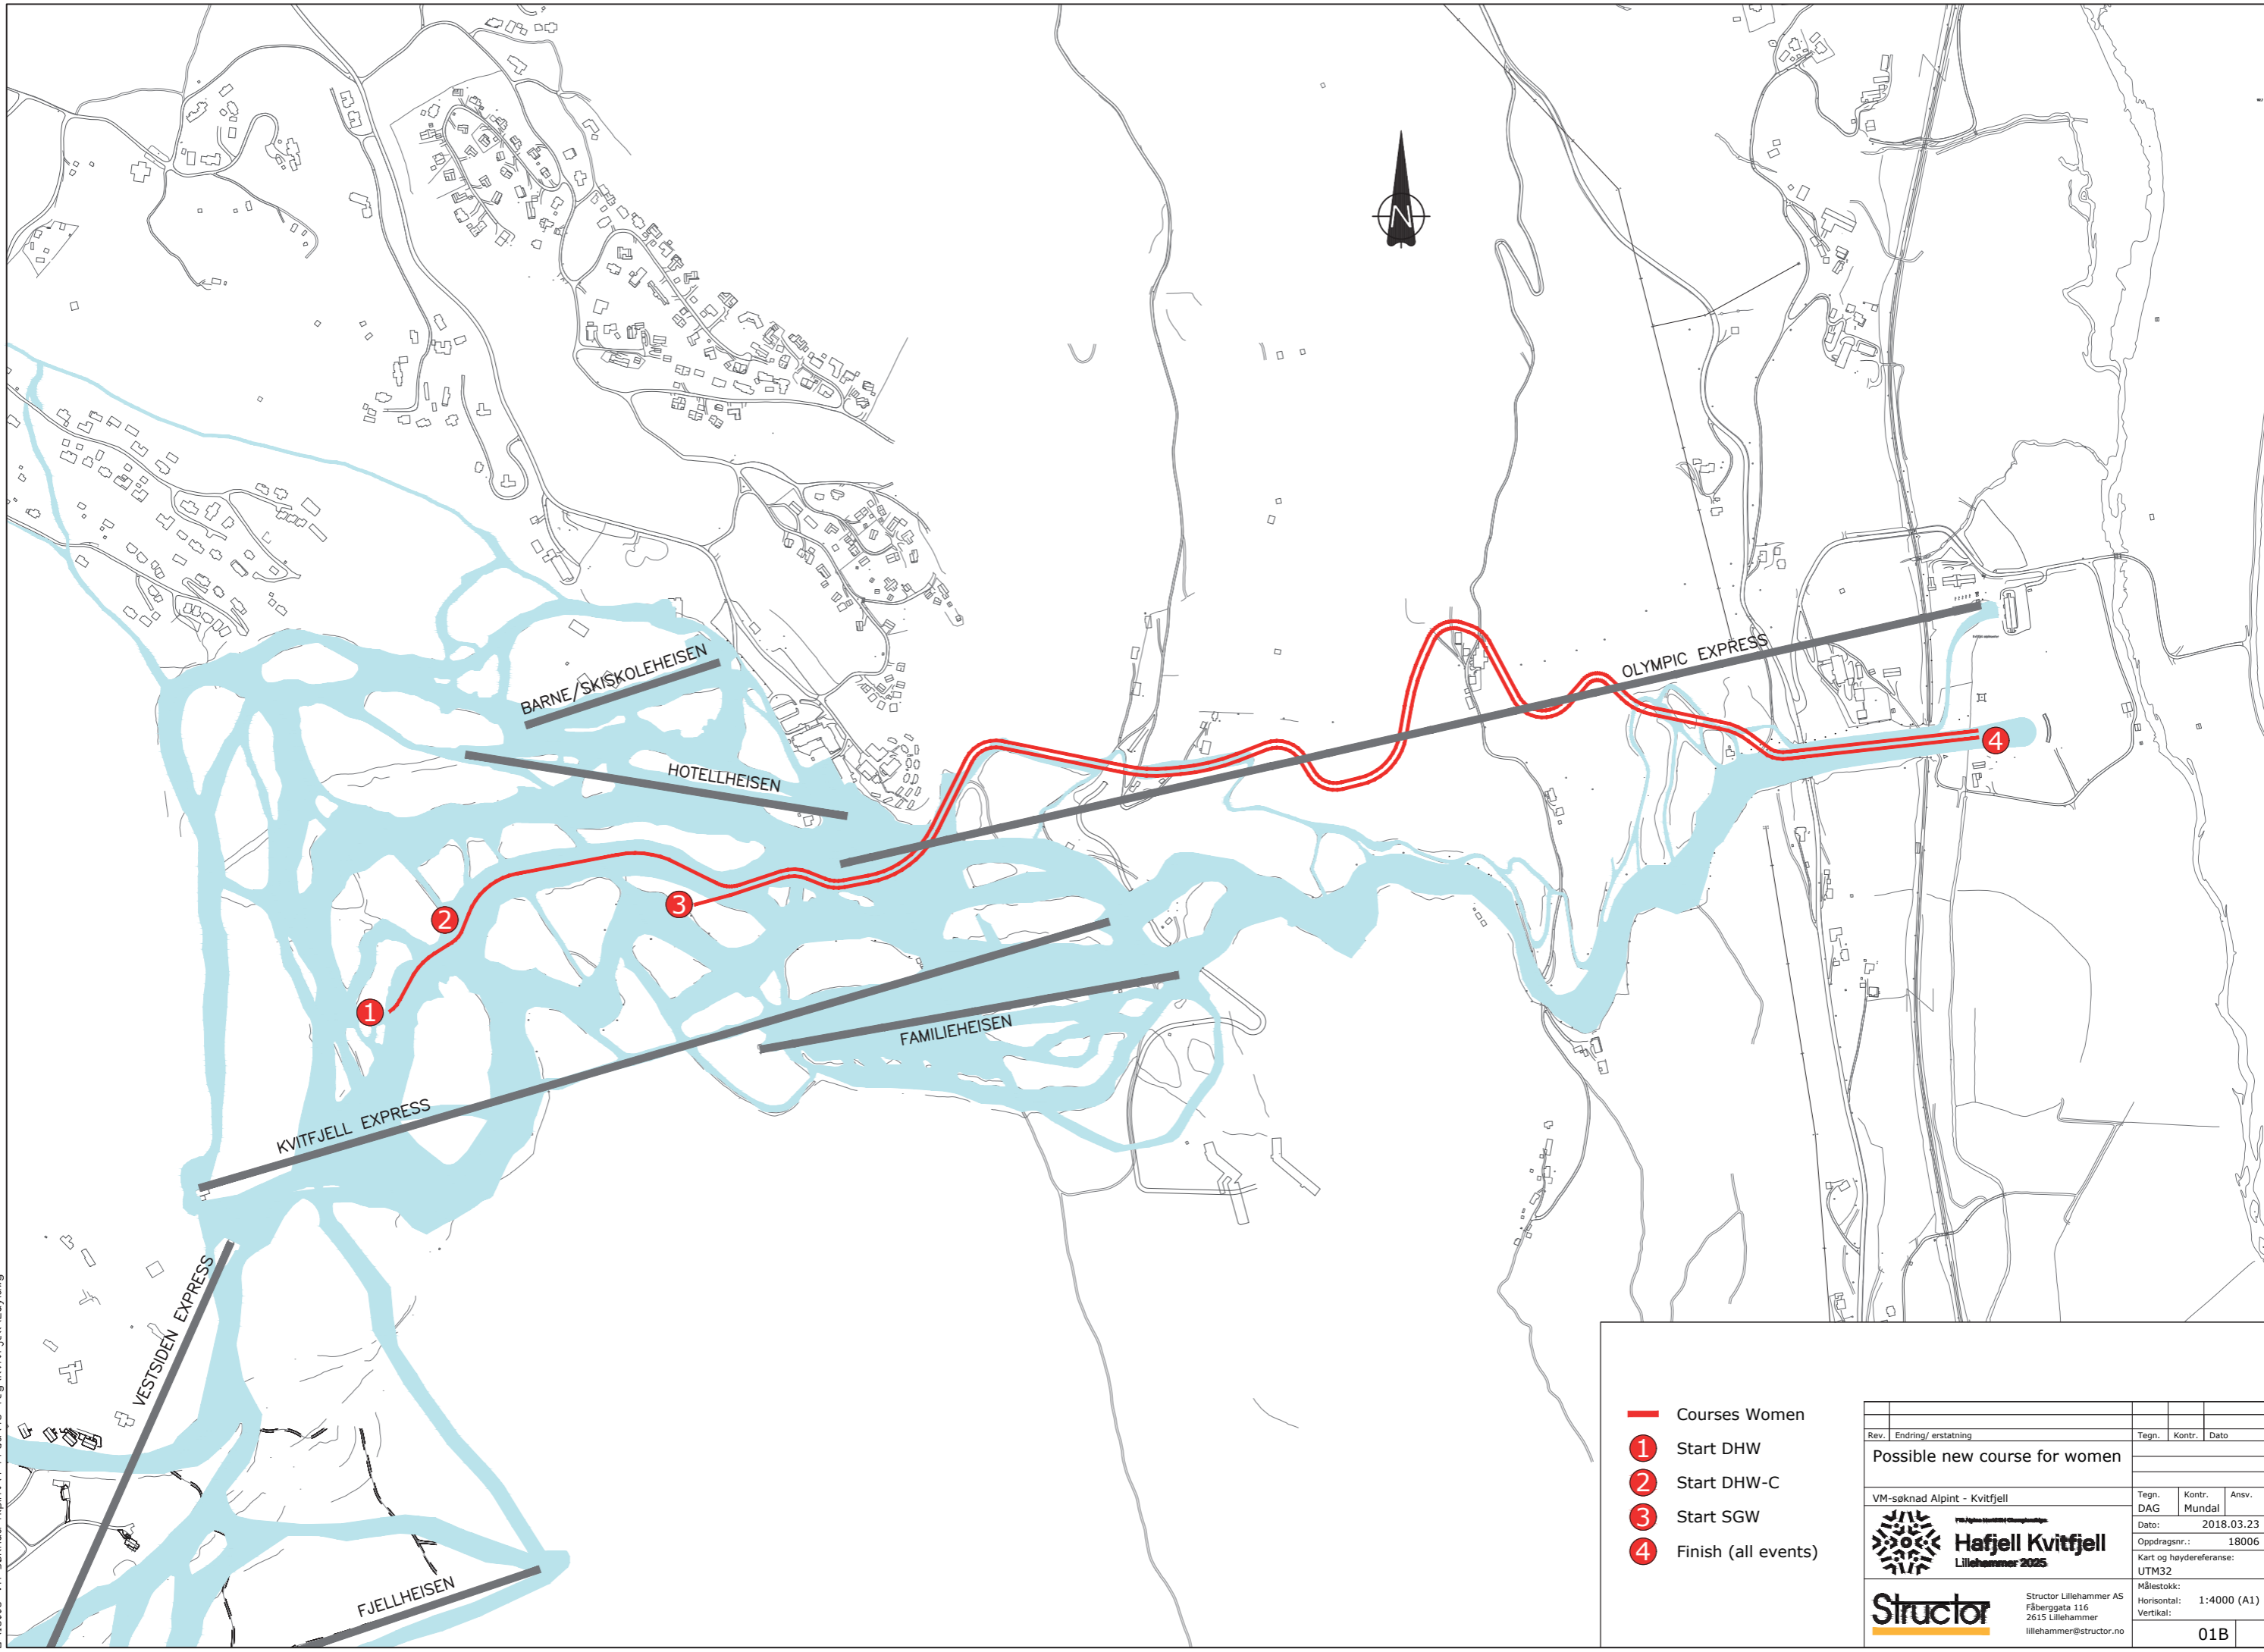 N
BARNE/SKISKOLEHEISEN
OLYMPIC EXPRESS
HOTELLHEISEN
4
3
2
1
FAMILIEHEISEN
KVITFJELL EXPRESS
VESTSIDEN EXPRESS
FJELLHEISEN
Courses Women
1 Start DHW
2 Start DHW-C
3 Start SGW
4 Finish (all events)
Rev. Endring/ erstatning Tegn. Kontr. Dato
Possible new course for women
VM-søknad Alpint - Kvitfjell
Tegn. Kontr. Ansv.
DAG Mundal
Dato: 2018.03.23
Oppdragsnr.: 18006
Kart og høydereferanse:
UTM32
Målestokk:
Horisontal: 1:4000 (A1)
Vertikal:
01B
Hafjell Kvitfjell
Lillehammer 2025
Structor
Structor Lillehammer AS
Fåberggata 116
2615 Lillehammer
lillehammer@structor.no